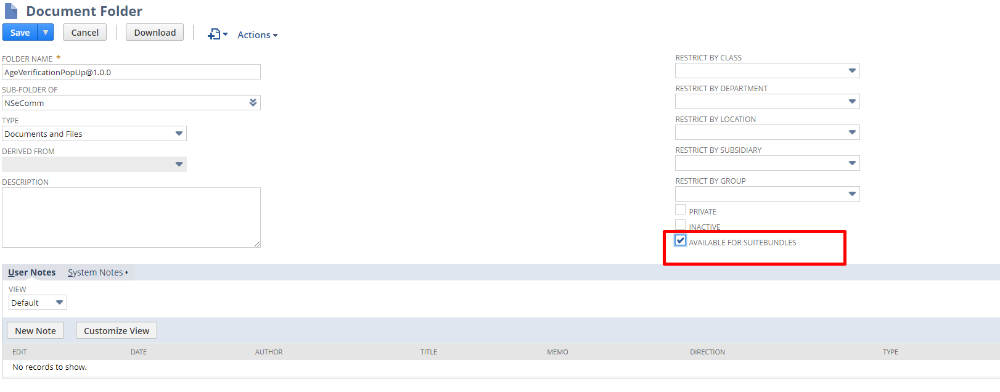 Document Folder
Save
Cancel
Download
Actions
FOLDER NAME *
AgeVerificationPopUp@1.0.0
SUB-FOLDER OF
NSeComm
TYPE
Documents and Files
DERIVED FROM
DESCRIPTION
RESTRICT BY CLASS
RESTRICT BY DEPARTMENT
RESTRICT BY LOCATION
RESTRICT BY SUBSIDIARY
RESTRICT BY GROUP
PRIVATE
INACTIVE
AVAILABLE FOR SUITEBUNDLES
User Notes System Notes •
VIEW
Default
New Note Customize View
EDIT DATE AUTHOR TITLE MEMO DIRECTION TYPE
No records to show.